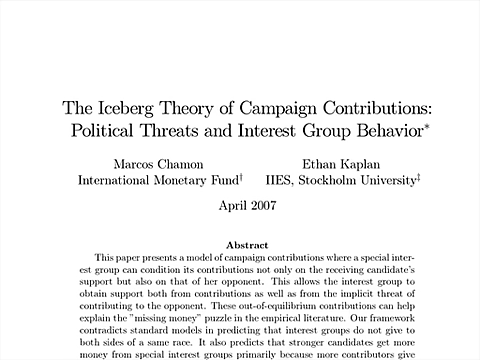 The Iceberg Theory of Campaign Contributions:
Political Threats and Interest Group Behavior*
Marcos Chamon Ethan Kaplan
International Monetary Fund† IIES, Stockholm University‡
April 2007
Abstract
This paper presents a model of campaign contributions where a special inter-
est group can condition its contributions not only on the receiving candidate's
support but also on that of her opponent. This allows the interest group to
obtain support both from contributions as well as from the implicit threat of
contributing to the opponent. These out-of-equilibrium contributions can help
explain the "missing money" puzzle in the empirical literature. Our framework
contradicts standard models in predicting that interest groups do not give to
both sides of a same race. It also predicts that stronger candidates get more
money from special interest groups primarily because more contributors give